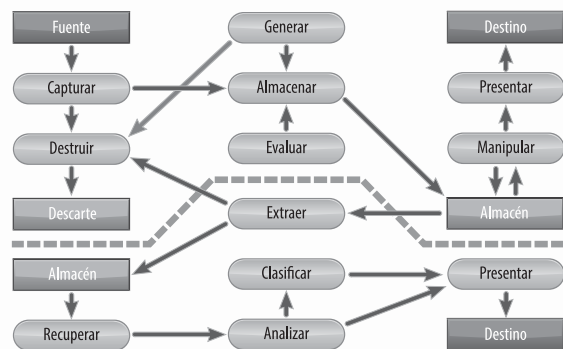 Fuente
Generar
Destino
Capturar
Almacenar
Presentar
Destruir
Evaluar
Manipular
Descarte
Extraer
Almacén
Almacén
Clasificar
Presentar
Recuperar
Analizar
Destino